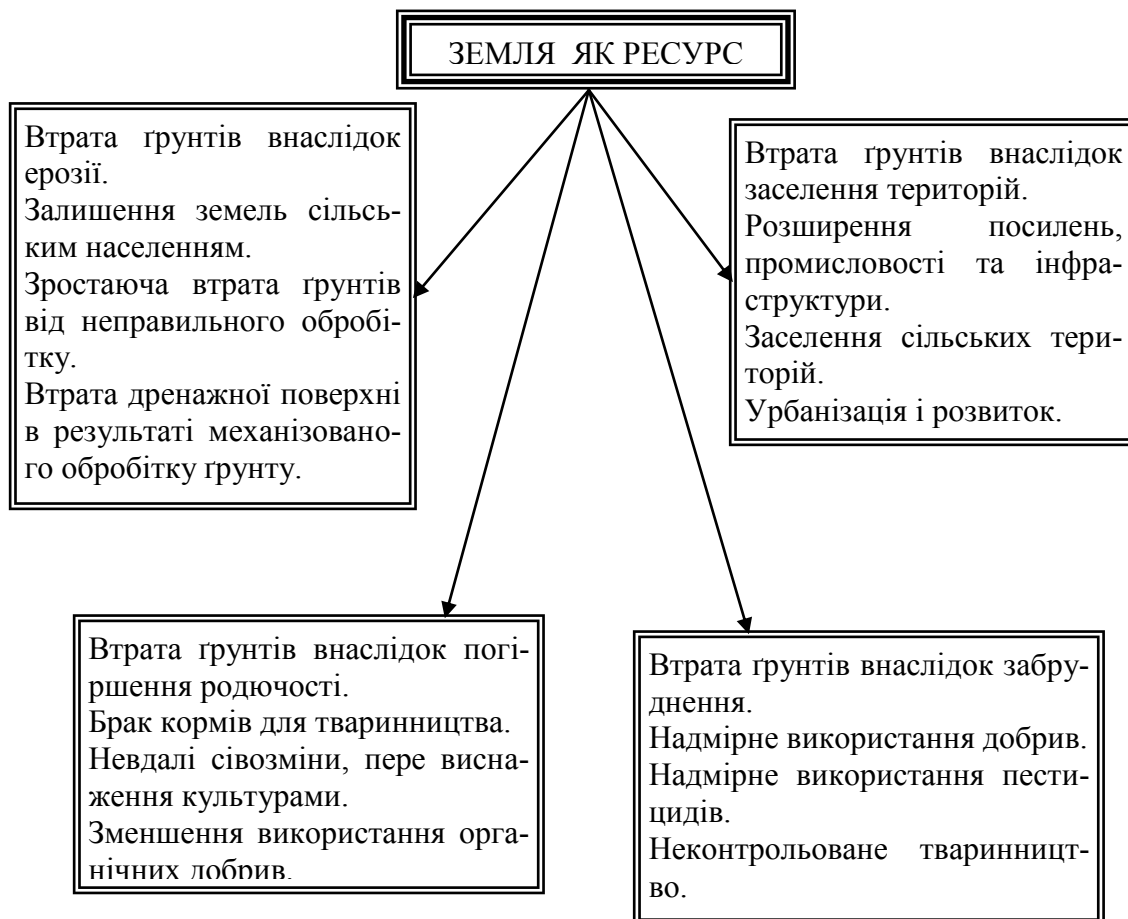 ЗЕМЛЯ ЯК РЕСУРС
Втрата ґрунтів внаслідок
ерозії.
Залишення земель сільсь-
ким населенням.
Зростаюча втрата ґрунтів
від неправильного обробі-
тку.
Втрата дренажної поверхні
в результаті механізовано-
го обробітку ґрунту.
Втрата ґрунтів внаслідок
заселення територій.
Розширення посилень,
промисловості та інфра-
структури.
Заселення сільських тери-
торій.
Урбанізація і розвиток.
Втрата ґрунтів внаслідок погі-
ршення родючості.
Брак кормів для тваринництва.
Невдалі сівозміни, пере висна-
ження культурами.
Зменшення використання орга-
нічних добрив.
Втрата ґрунтів внаслідок забру-
днення.
Надмірне використання добрив.
Надмірне використання пести-
цидів.
Неконтрольоване тваринницт-
во.